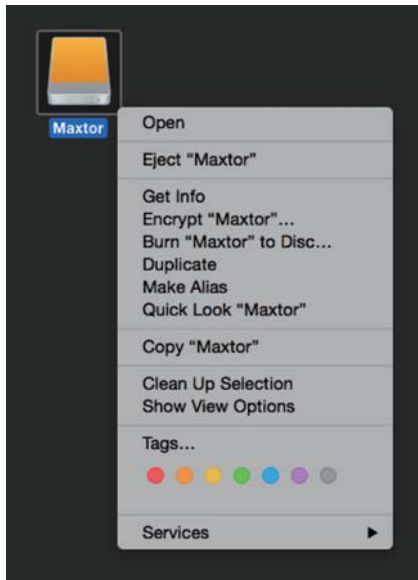 Maxtor
Open
Eject “Maxtor”
Get Info
Encrypt “Maxtor”...
Burn “Maxtor” to Disc...
Duplicate
Make Alias
Quick Look “Maxtor”
Copy “Maxtor”
Clean Up Selection
Show View Options
Tags...
Services